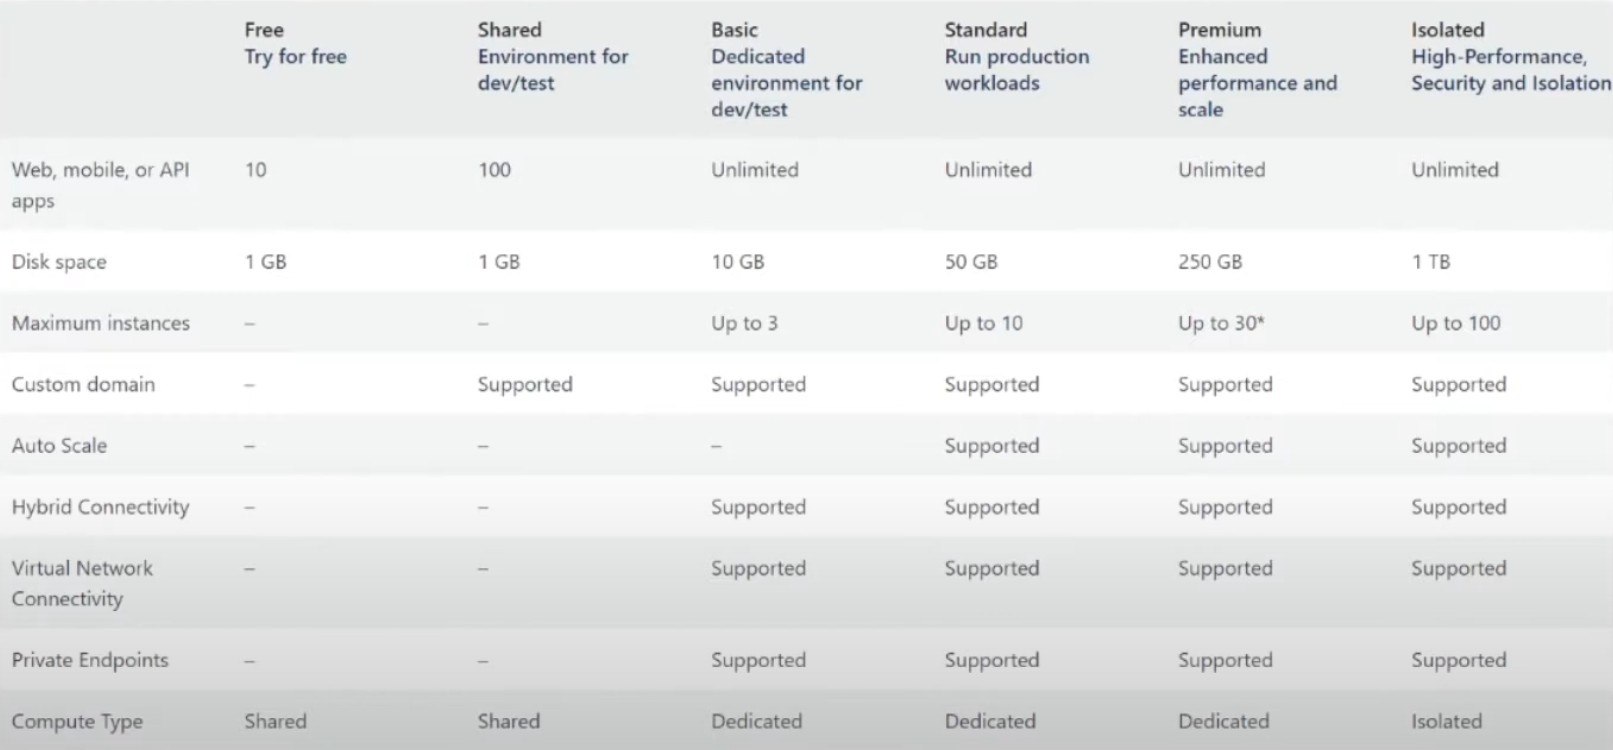 Free Shared Basic Standard Premium Isolated
Try for free Environment for dev/test Dedicated environment for dev/test Run production workloads Enhanced performance and scale High-Performance, Security and Isolation
Web, mobile, or API apps 10 100 Unlimited Unlimited Unlimited Unlimited
Disk space 1 GB 1 GB 10 GB 50 GB 250 GB 1 TB
Maximum instances – – Up to 3 Up to 10 Up to 30* Up to 100
Custom domain – Supported Supported Supported Supported Supported
Auto Scale – – – Supported Supported Supported
Hybrid Connectivity – – Supported Supported Supported Supported
Virtual Network Connectivity – – Supported Supported Supported Supported
Private Endpoints – – Supported Supported Supported Supported
Compute Type Shared Shared Dedicated Dedicated Dedicated Isolated